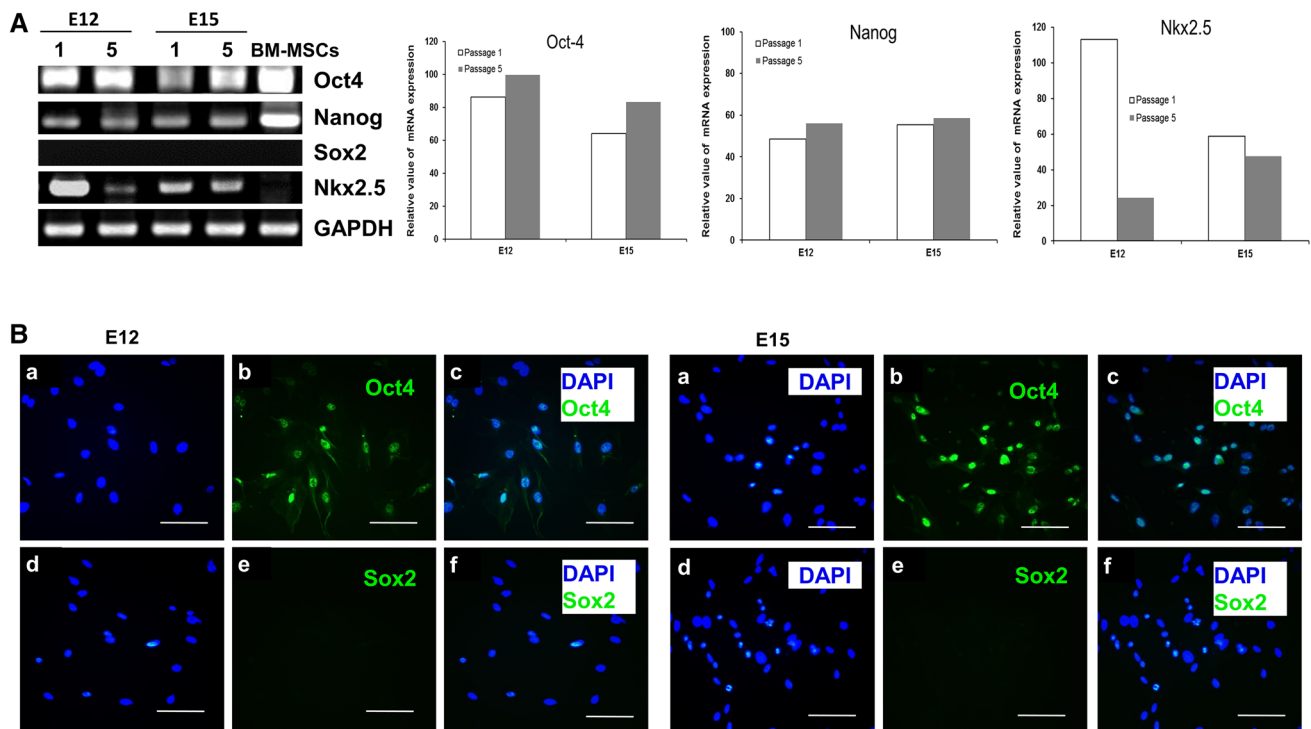 A
E12 E15
1 5 1 5 BM-MSCs
Oct4
Nanog
Sox2
Nkx2.5
GAPDH
Oct-4
Relative value of mRNA expression
120
100
80
60
40
20
0
Passage 1
Passage 5
E12 E15
Nanog
Relative value of mRNA expression
100
80
60
40
20
0
Passage 1
Passage 5
E12 E15
Nkx2.5
Relative value of mRNA expression
120
100
80
60
40
20
0
Passage 1
Passage 5
E12 E15
B
E12
a
b Oct4
c DAPI
Oct4
d
e Sox2
f DAPI
Sox2
E15
a DAPI
b Oct4
c DAPI
Oct4
d DAPI
e Sox2
f DAPI
Sox2